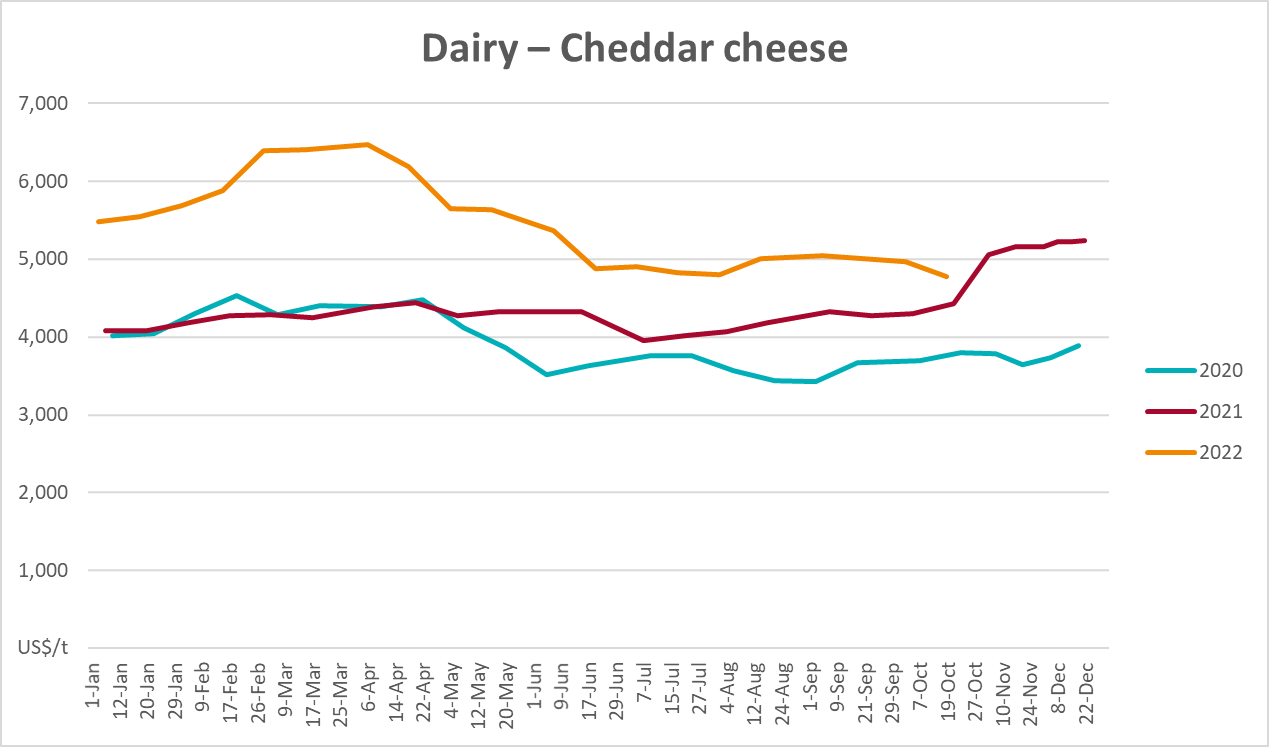 Dairy – Cheddar cheese
7,000
6,000
5,000
4,000
3,000
2,000
1,000
US$/t
1-Jan
12-Jan
20-Jan
29-Jan
9-Feb
17-Feb
26-Feb
9-Mar
17-Mar
25-Mar
6-Apr
14-Apr
22-Apr
4-May
12-May
20-May
1-Jun
9-Jun
17-Jun
29-Jun
7-Jul
15-Jul
27-Jul
4-Aug
12-Aug
24-Aug
1-Sep
9-Sep
21-Sep
29-Sep
7-Oct
19-Oct
27-Oct
10-Nov
24-Nov
8-Dec
22-Dec
2020
2021
2022